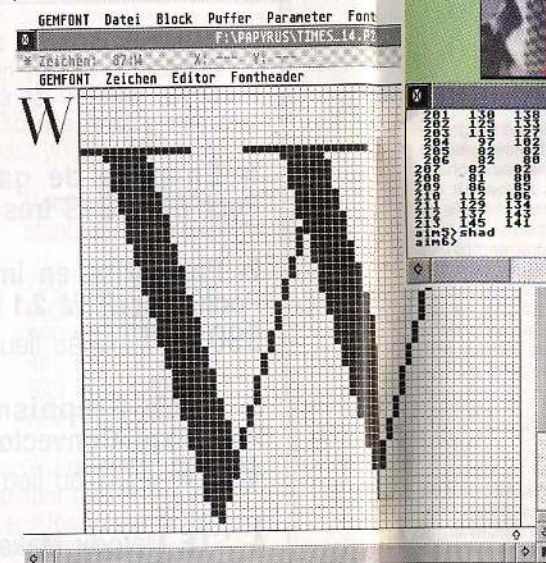 GEMFONT Datei Block Puffer Parameter Font
F:\PAPYRUS\TIMES_14.P
* Zeichen: 87:W X: --- Y: ---
GEMFONT Zeichen Editor Fontheader
W
201 130 138
202 125 133
203 115 127
204 97 102
205 82 82
206 82 80
207 82 82
208 81 80
209 86 85
210 112 106
211 129 134
212 137 143
213 145 141
aim5>shad
aim6>